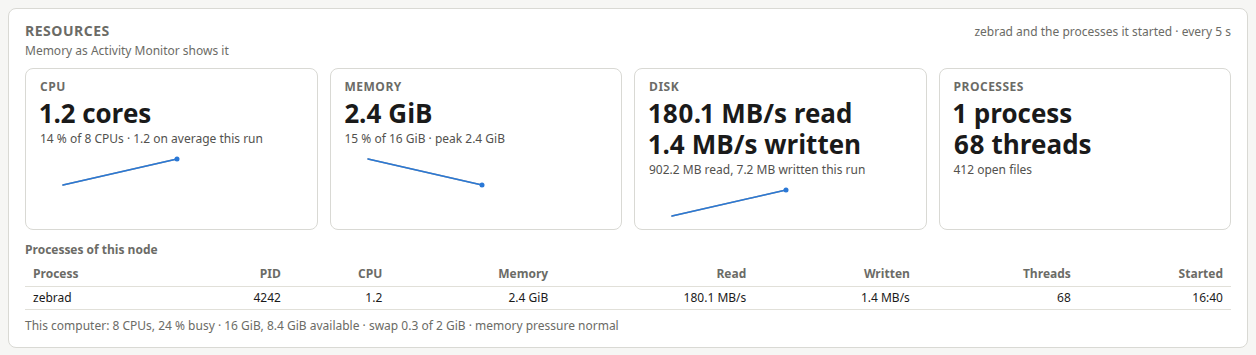 RESOURCES
zebrad and the processes it started · every 5 s
Memory as Activity Monitor shows it
CPU
1.2 cores
14 % of 8 CPUs · 1.2 on average this run
MEMORY
2.4 GiB
15 % of 16 GiB · peak 2.4 GiB
DISK
180.1 MB/s read
1.4 MB/s written
902.2 MB read, 7.2 MB written this run
PROCESSES
1 process
68 threads
412 open files
Processes of this node
Process PID CPU Memory Read Written Threads Started
zebrad 4242 1.2 2.4 GiB 180.1 MB/s 1.4 MB/s 68 16:40
This computer: 8 CPUs, 24 % busy · 16 GiB, 8.4 GiB available · swap 0.3 of 2 GiB · memory pressure normal